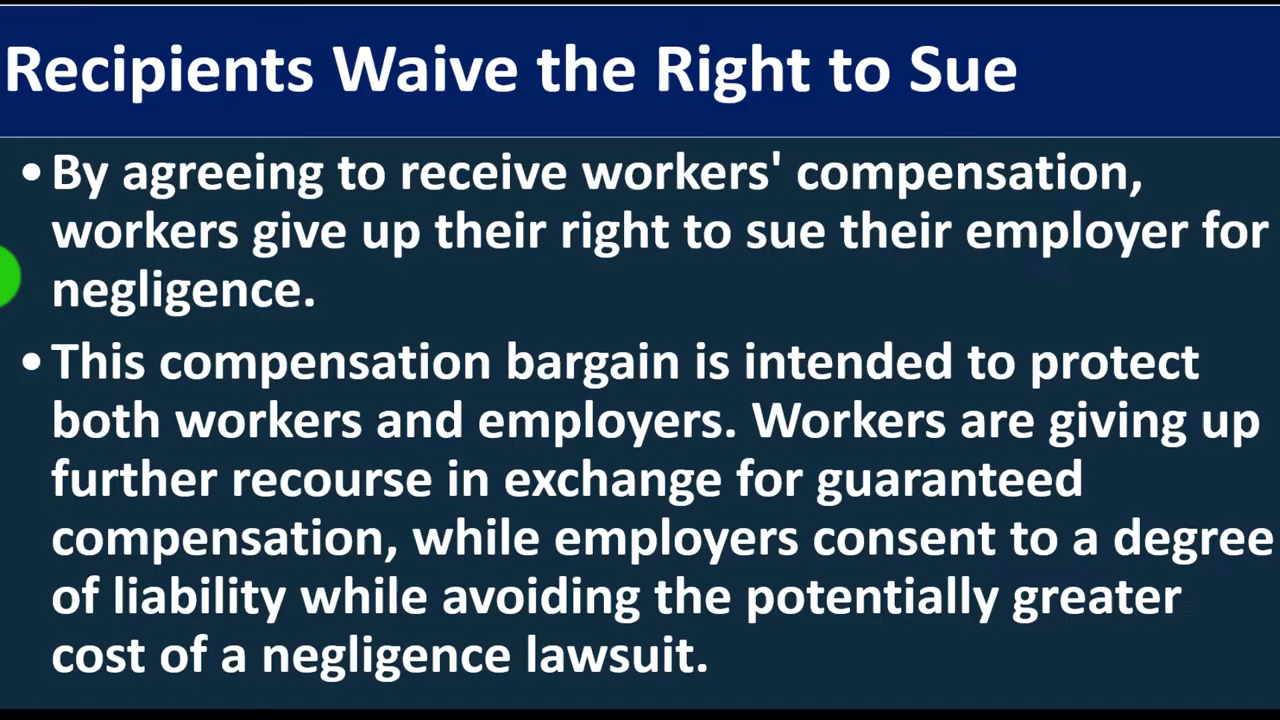 Recipients Waive the Right to Sue
• By agreeing to receive workers' compensation,
workers give up their right to sue their employer for
negligence.
• This compensation bargain is intended to protect
both workers and employers. Workers are giving up
further recourse in exchange for guaranteed
compensation, while employers consent to a degree
of liability while avoiding the potentially greater
cost of a negligence lawsuit.